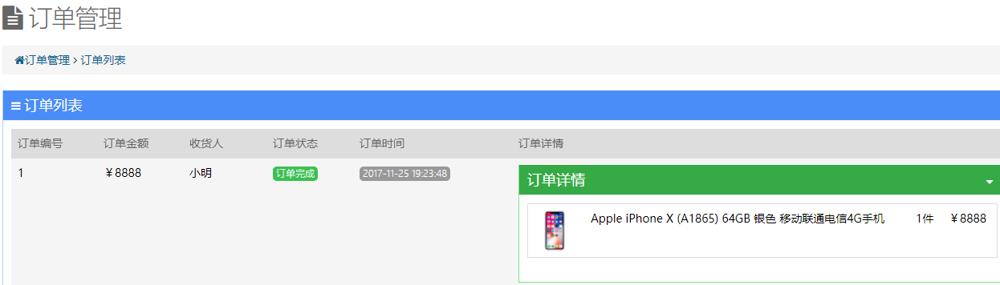 订单管理
订单管理 > 订单列表
订单列表
订单编号 订单金额 收货人 订单状态 订单时间 订单详情
1 ￥8888 小明 订单完成 2017-11-25 19:23:48 订单详情
Apple iPhone X (A1865) 64GB 银色 移动联通电信4G手机 1件 ￥8888